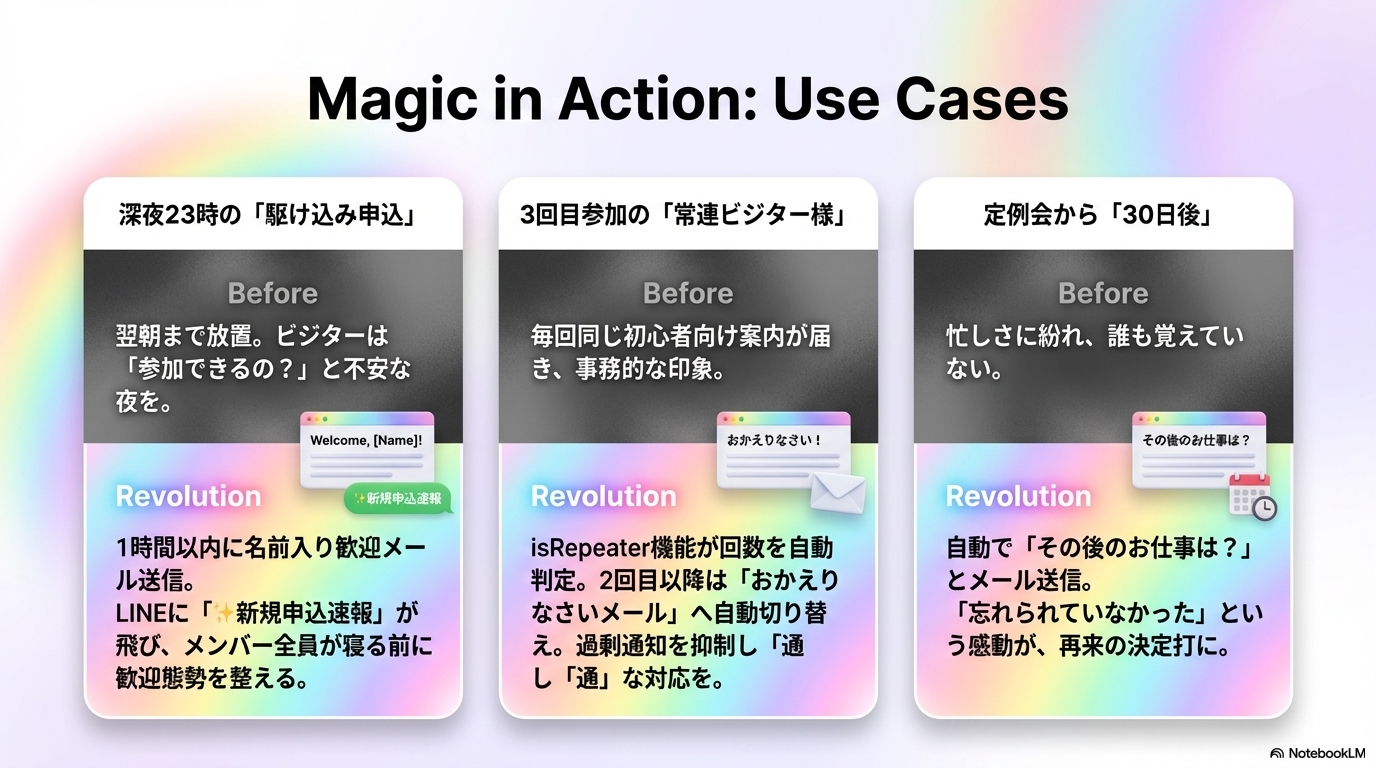 Magic in Action: Use Cases
深夜23時の「駆け込み申込」
Before
翌朝まで放置。ビジターは
「参加できるの？」と不安な
夜を。
Welcome, [Name]!
✨新規申込速報
Revolution
1時間以内に名前入り歓迎メー
ル送信。
LINEに「✨新規申込速報」が
飛び、メンバー全員が寝る前に
歓迎態勢を整える。
3回目参加の「常連ビジター様」
Before
毎回同じ初心者向け案内が届
き、事務的な印象。
おかえりなさい！
Revolution
isRepeater機能が回数を自動
判定。2回目以降は「おかえり
なさいメール」へ自動切り替
え。過剰通知を抑制し「通
し「通」な対応を。
定例会から「30日後」
Before
忙しさに紛れ、誰も覚えてい
ない。
その後のお仕事は？
Revolution
自動で「その後のお仕事は？」
とメール送信。
「忘れられていなかった」とい
う感動が、再来の決定打に。
NotebookLM